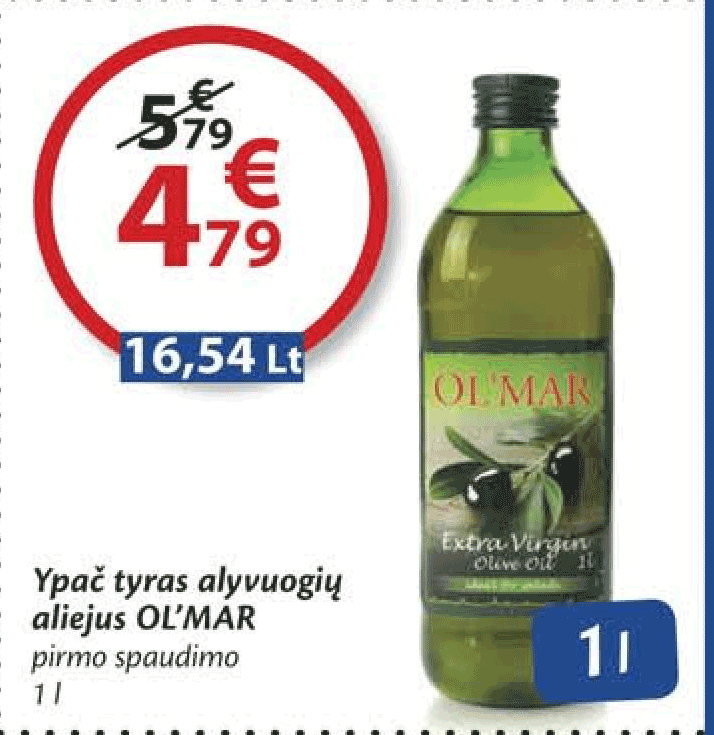 5 79 €
4 79 €
16,54 Lt
OL'MAR
Extra Virgin
Olive Oil 1l
Ypač tyras alyvuogių
aliejus OL'MAR
pirmo spaudimo
1 l
1 l